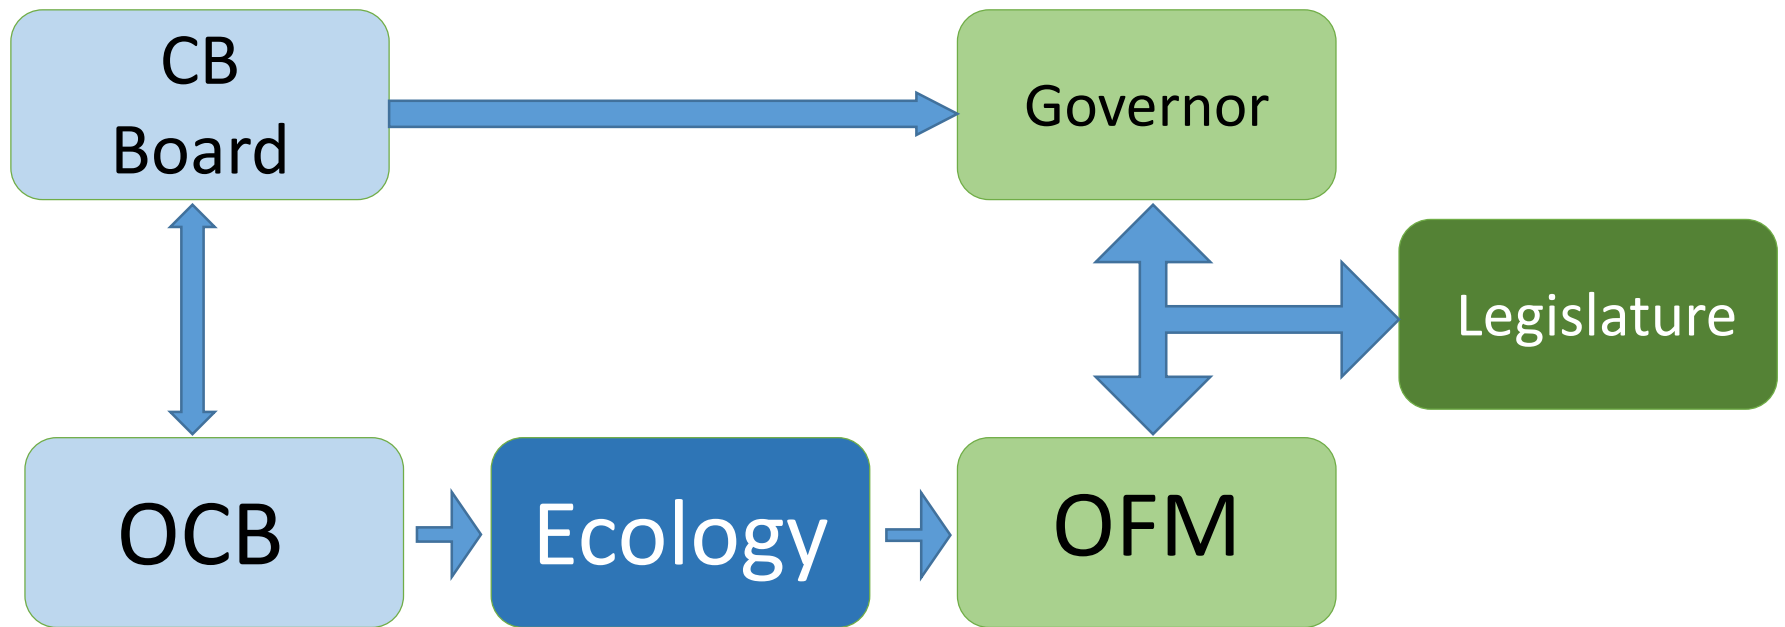 CB
Board
Governor
Legislature
OCB
Ecology
OFM